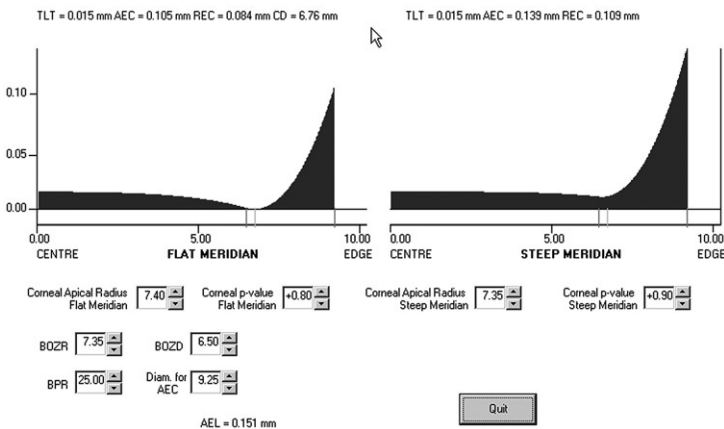 TLT = 0.015 mm AEC = 0.105 mm REC = 0.084 mm CD = 6.76 mm
TLT = 0.015 mm AEC = 0.139 mm REC = 0.109 mm
0.10
0.05
0.00
0.00 5.00 10.00
CENTRE FLAT MERIDIAN EDGE
0.00 5.00 10.00
CENTRE STEEP MERIDIAN EDGE
Corneal Apical Radius
Flat Meridian
7.40
Corneal p-value
Flat Meridian
+0.80
Corneal Apical Radius
Steep Meridian
7.35
Corneal p-value
Steep Meridian
+0.90
BOZR 7.35
BOZD 6.50
BPR 25.00
Diam. for
AEC
9.25
Quit
AEL = 0.151 mm